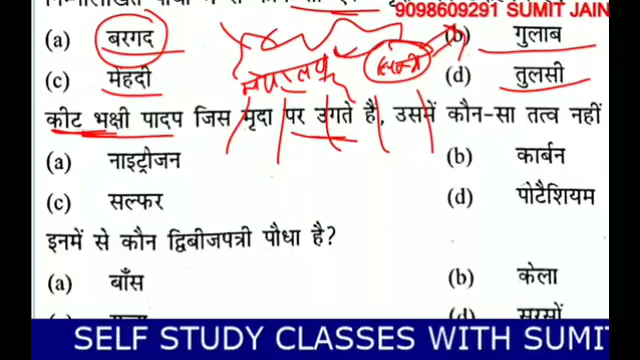 9098609291 SUMIT JAIN
(a) बरगद (b) गुलाब
(c) मेंहदी (d) तुलसी
कीट भक्षी पादप जिस मृदा पर उगते हैं, उसमें कौन-सा तत्व नहीं
(a) नाइट्रीजन (b) कार्बन
(c) सल्फर (d) पोटैशियम
इनमें से कौन द्विबीजपत्री पौधा है?
(a) बाँस (b) केला
(d) सरसों
SELF STUDY CLASSES WITH SUMIT